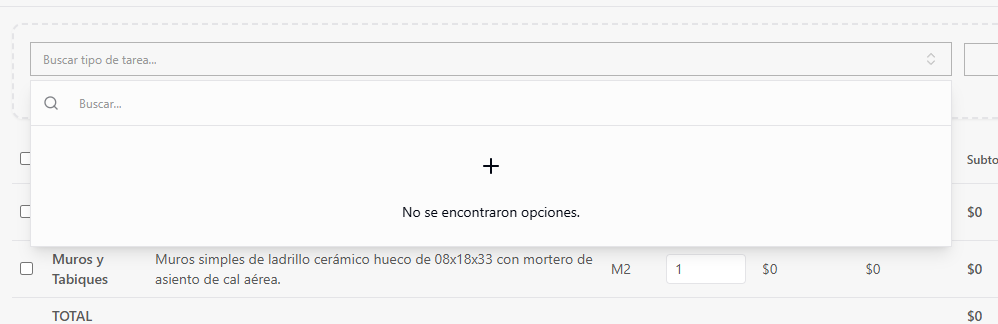 Buscar tipo de tarea...
Buscar...
No se encontraron opciones.
Subto
$0
Muros y
Tabiques
Muros simples de ladrillo cerámico hueco de 08x18x33 con mortero de
asiento de cal aérea.
M2
1
$0
$0
$0
TOTAL
$0